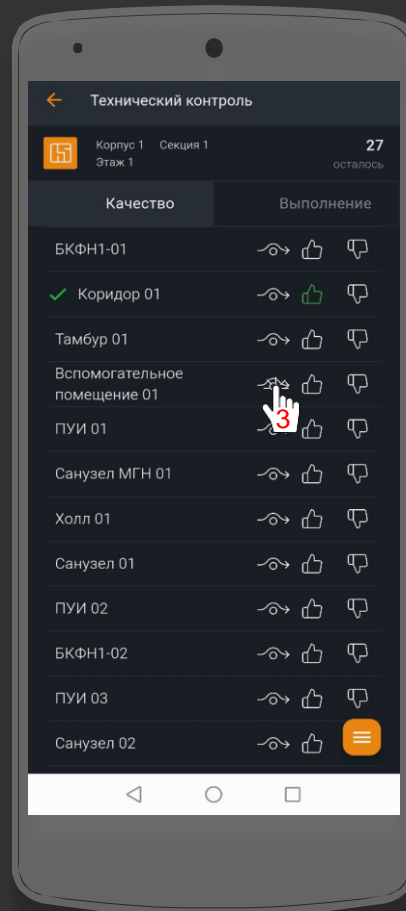 Технический контроль
Корпус 1 Секция 1 27
Этаж 1 осталось
Качество Выполнение
БКФН1-01
Коридор 01
Тамбур 01
Вспомогательное
помещение 01
3
ПУИ 01
Санузел МГН 01
Холл 01
Санузел 01
ПУИ 02
БКФН1-02
ПУИ 03
Санузел 02